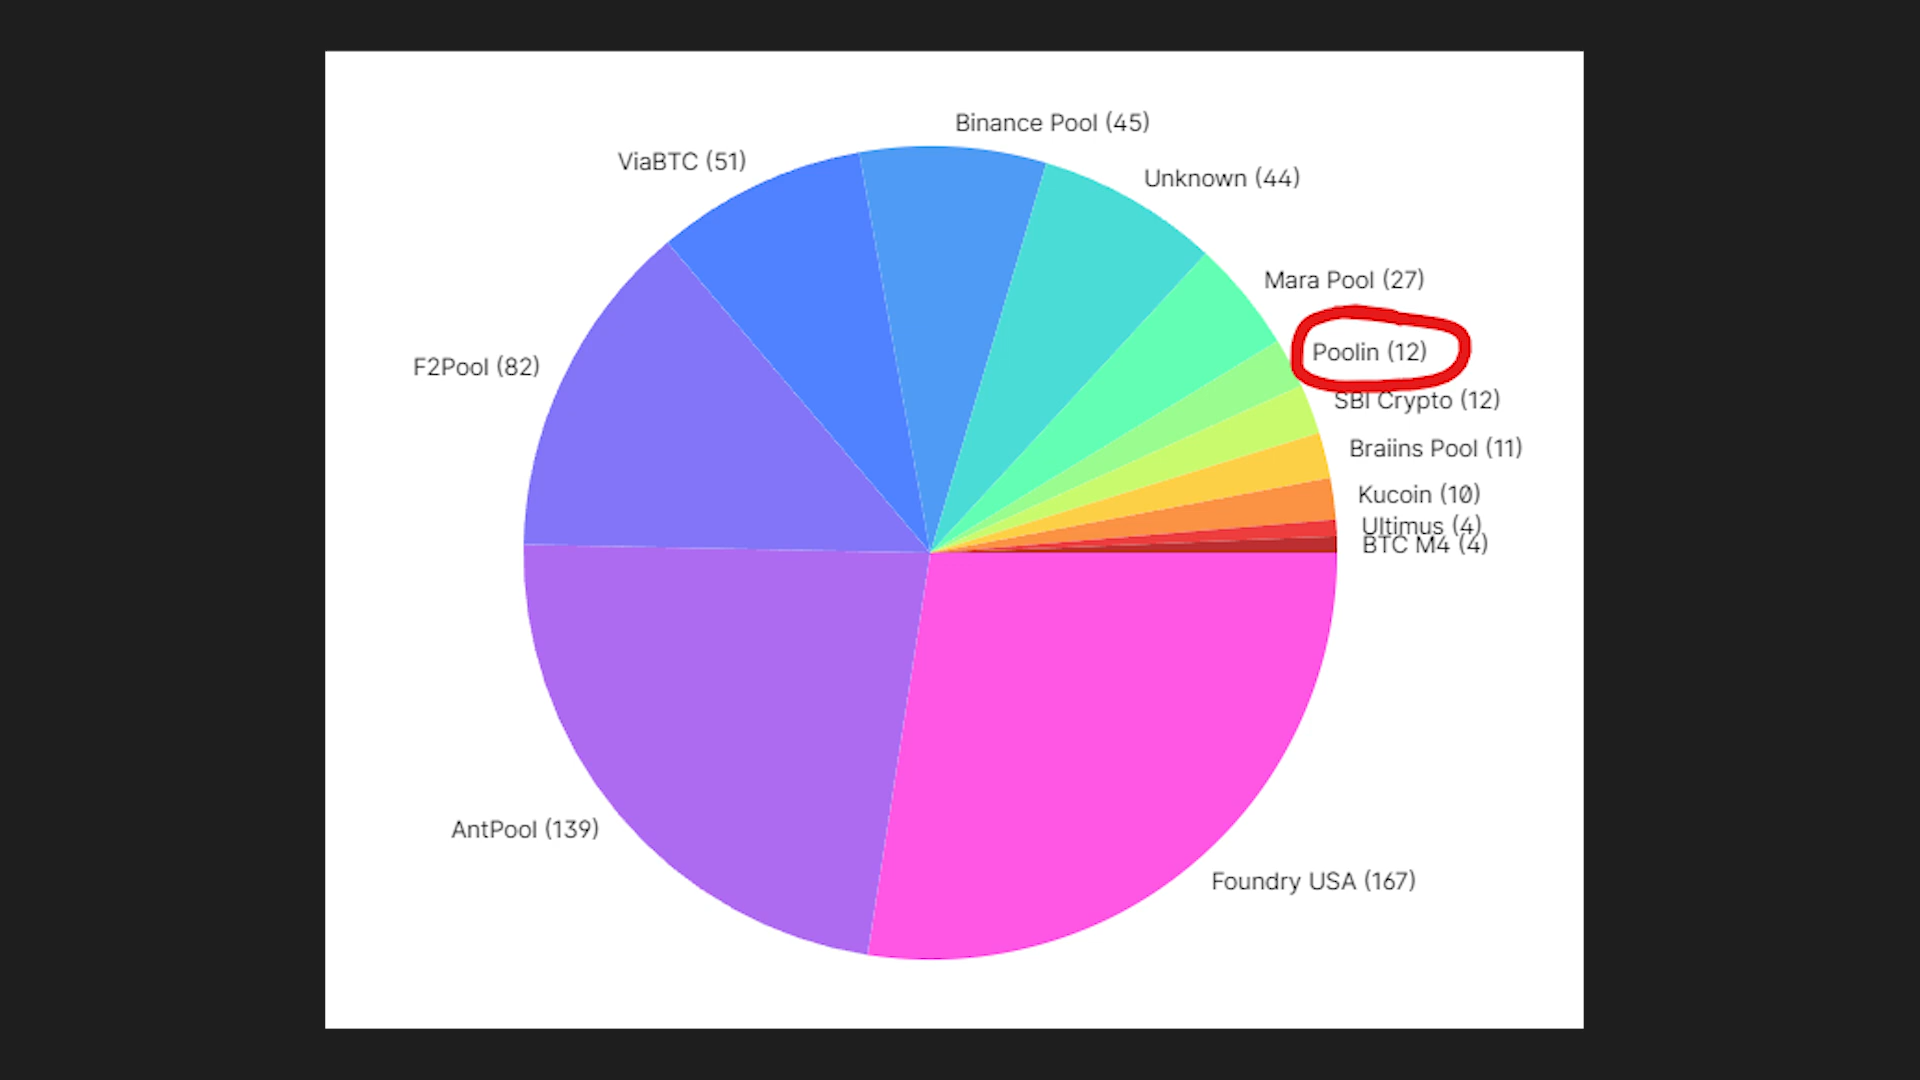 Binance Pool (45)
ViaBTC (51)
Unknown (44)
Mara Pool (27)
Poolin (12)
F2Pool (82)
SBI Crypto (12)
Braiins Pool (11)
Kucoin (10)
Ultimus (4)
BTC M4 (4)
AntPool (139)
Foundry USA (167)